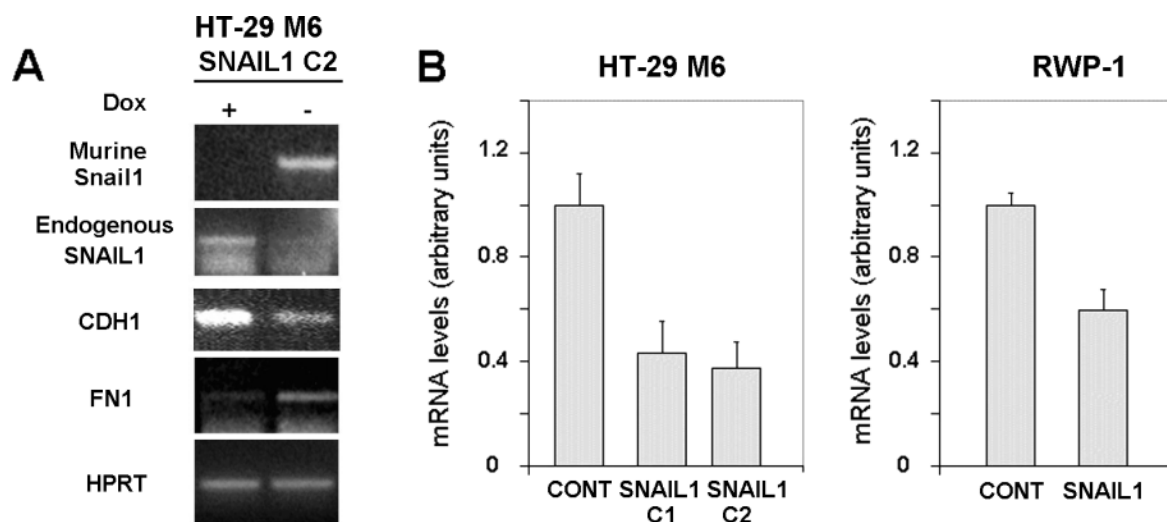 A
HT-29 M6
SNAIL1 C2
Dox + -
Murine
Snail1
Endogenous
SNAIL1
CDH1
FN1
HPRT
B
HT-29 M6
mRNA levels (arbitrary units)
1.2
0.8
0.4
0
CONT SNAIL1 SNAIL1
C1 C2
RWP-1
mRNA levels (arbitrary units)
1.2
0.8
0.4
0
CONT SNAIL1